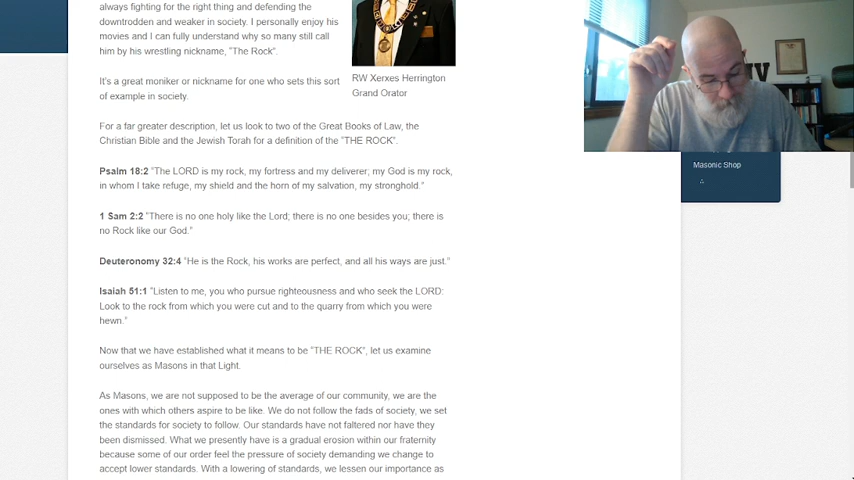 always fighting for the right thing and defending the
downtrodden and weaker in society. I personally enjoy his
movies and I can fully understand why so many still call
him by his wrestling nickname, "The Rock".
RW Xerxes Herrington
Grand Orator
It's a great moniker or nickname for one who sets this sort
of example in society.
For a far greater description, let us look to two of the Great Books of Law, the
Christian Bible and the Jewish Torah for a definition of the "THE ROCK".
Psalm 18:2 "The LORD is my rock, my fortress and my deliverer; my God is my rock,
in whom I take refuge, my shield and the horn of my salvation, my stronghold."
1 Sam 2:2 "There is no one holy like the Lord; there is no one besides you; there is
no Rock like our God."
Deuteronomy 32:4 "He is the Rock, his works are perfect, and all his ways are just."
Isaiah 51:1 "Listen to me, you who pursue righteousness and who seek the LORD:
Look to the rock from which you were cut and to the quarry from which you were
hewn."
Now that we have established what it means to be "THE ROCK", let us examine
ourselves as Masons in that Light.
As Masons, we are not supposed to be the average of our community, we are the
ones with which others aspire to be like. We do not follow the fads of society, we set
the standards for society to follow. Our standards have not faltered nor have they
been dismissed. What we presently have is a gradual erosion within our fraternity
because some of our order feel the pressure of society demanding we change to
accept lower standards. With a lowering of standards, we lessen our importance as
Masonic Shop